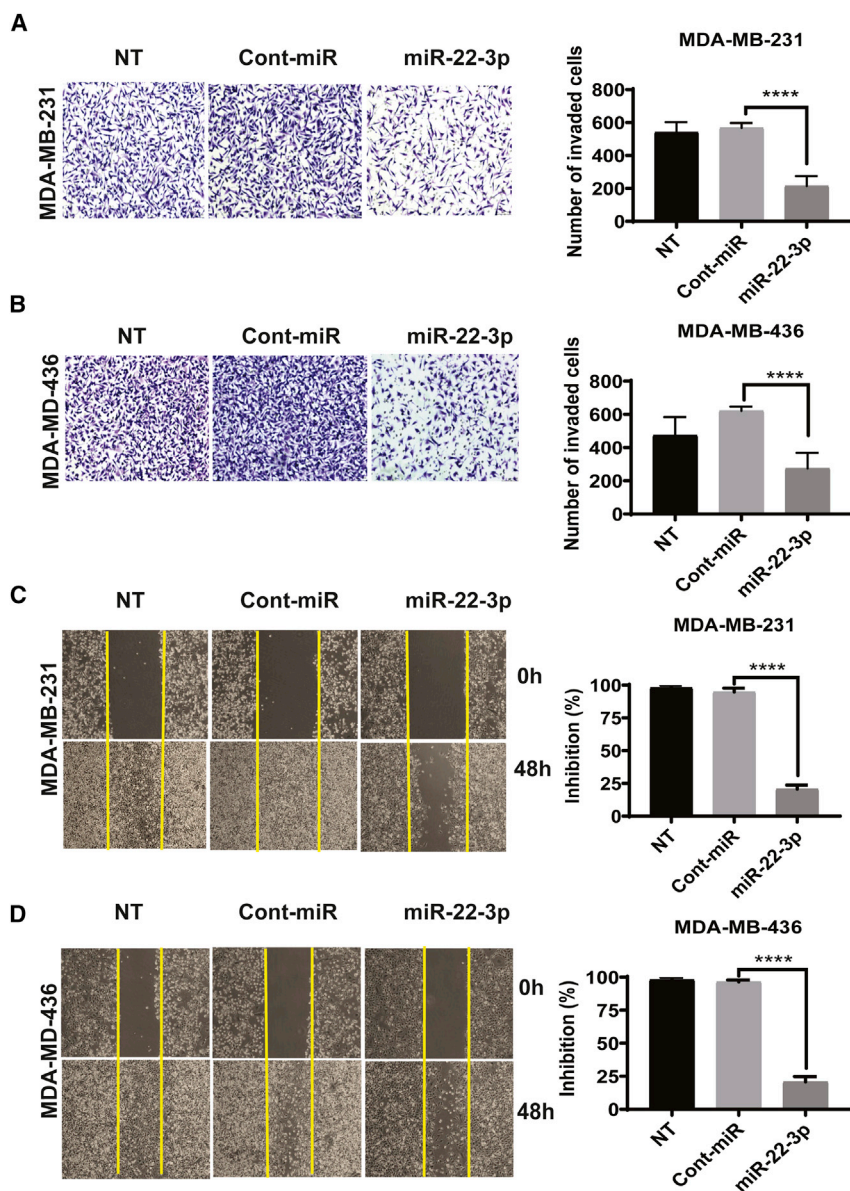 A
NT
Cont-miR
miR-22-3p
MDA-MB-231
MDA-MB-231
Number of invaded cells
800
600
400
200
0
****
NT
Cont-miR
miR-22-3p
B
NT
Cont-miR
miR-22-3p
MDA-MD-436
MDA-MB-436
Number of invaded cells
800
600
400
200
0
****
NT
Cont-miR
miR-22-3p
C
NT
Cont-miR
miR-22-3p
MDA-MB-231
0h
48h
MDA-MB-231
Inhibition (%)
100
75
50
25
0
****
NT
Cont-miR
miR-22-3p
D
NT
Cont-miR
miR-22-3p
MDA-MD-436
0h
48h
MDA-MB-436
Inhibition (%)
100
75
50
25
0
****
NT
Cont-miR
miR-22-3p